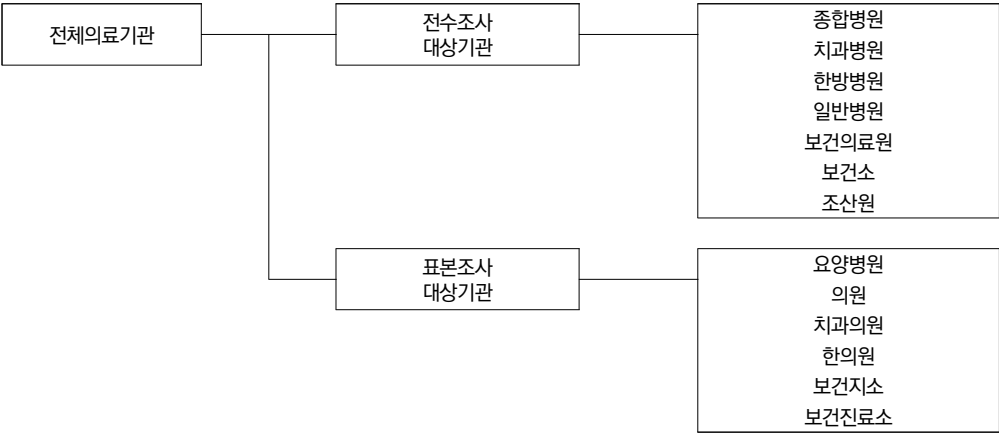 전체의료기관
전수조사
대상기관
종합병원
치과병원
한방병원
일반병원
보건의료원
보건소
조산원
표본조사
대상기관
요양병원
의원
치과의원
한의원
보건지소
보건진료소